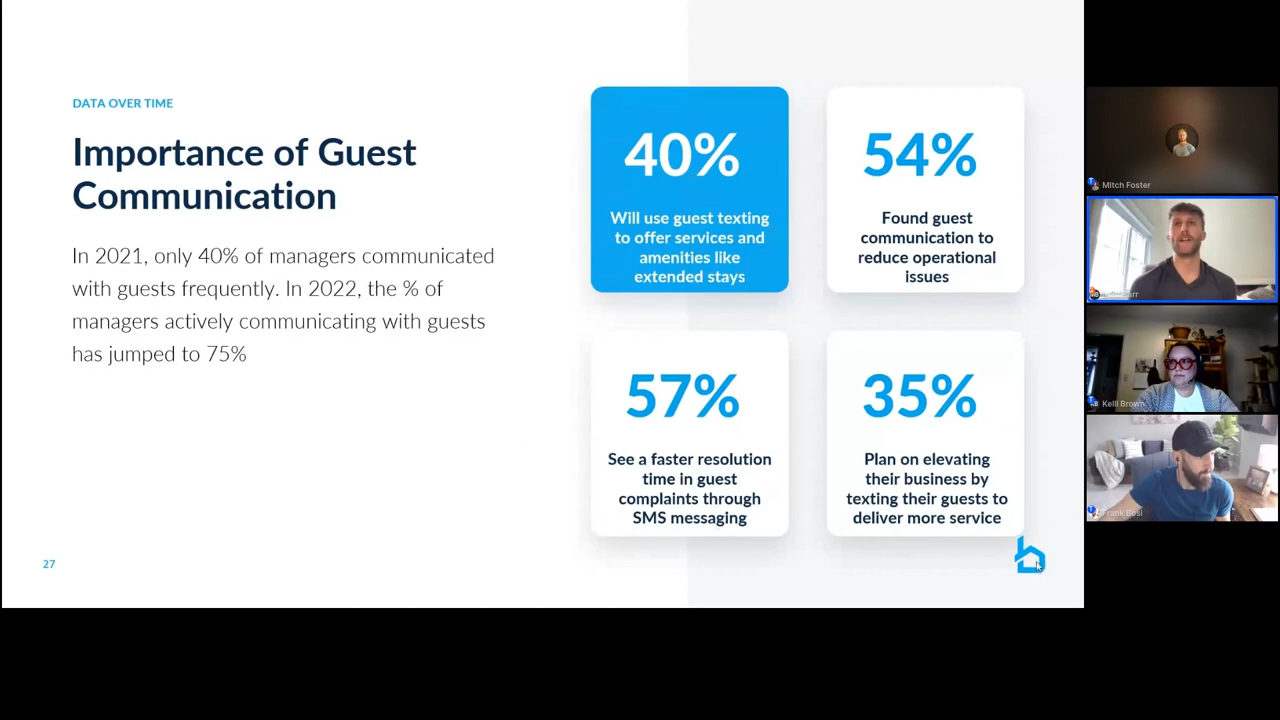 DATA OVER TIME
Importance of Guest
Communication
In 2021, only 40% of managers communicated
with guests frequently. In 2022, the % of
managers actively communicating with guests
has jumped to 75%
40%
Will use guest texting
to offer services and
amenities like
extended stays
54%
Found guest
communication to
reduce operational
issues
57%
See a faster resolution
time in guest
complaints through
SMS messaging
35%
Plan on elevating
their business by
texting their guests to
deliver more service
27
Mitch Foster
Kelli Brown
Frank Bosi